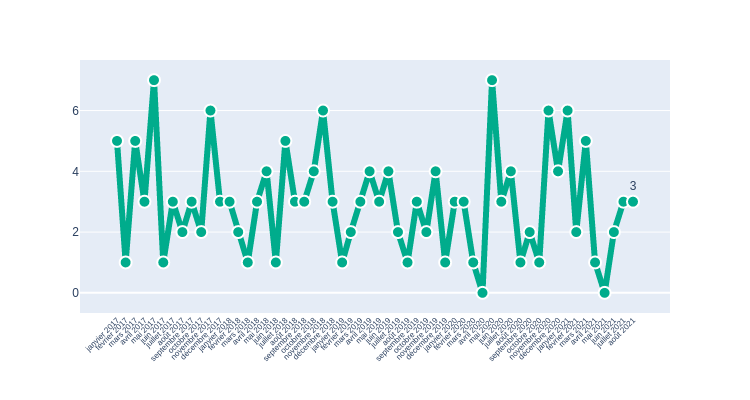 6
4
2
0
3
janvier 2017
février 2017
mars 2017
avril 2017
mai 2017
juin 2017
juillet 2017
août 2017
septembre 2017
octobre 2017
novembre 2017
décembre 2017
janvier 2018
février 2018
mars 2018
avril 2018
mai 2018
juin 2018
juillet 2018
août 2018
septembre 2018
octobre 2018
novembre 2018
décembre 2018
janvier 2019
février 2019
mars 2019
avril 2019
mai 2019
juin 2019
juillet 2019
août 2019
septembre 2019
octobre 2019
novembre 2019
décembre 2019
janvier 2020
février 2020
mars 2020
avril 2020
mai 2020
juin 2020
juillet 2020
août 2020
septembre 2020
octobre 2020
novembre 2020
décembre 2020
janvier 2021
février 2021
mars 2021
avril 2021
mai 2021
juin 2021
juillet 2021
août 2021